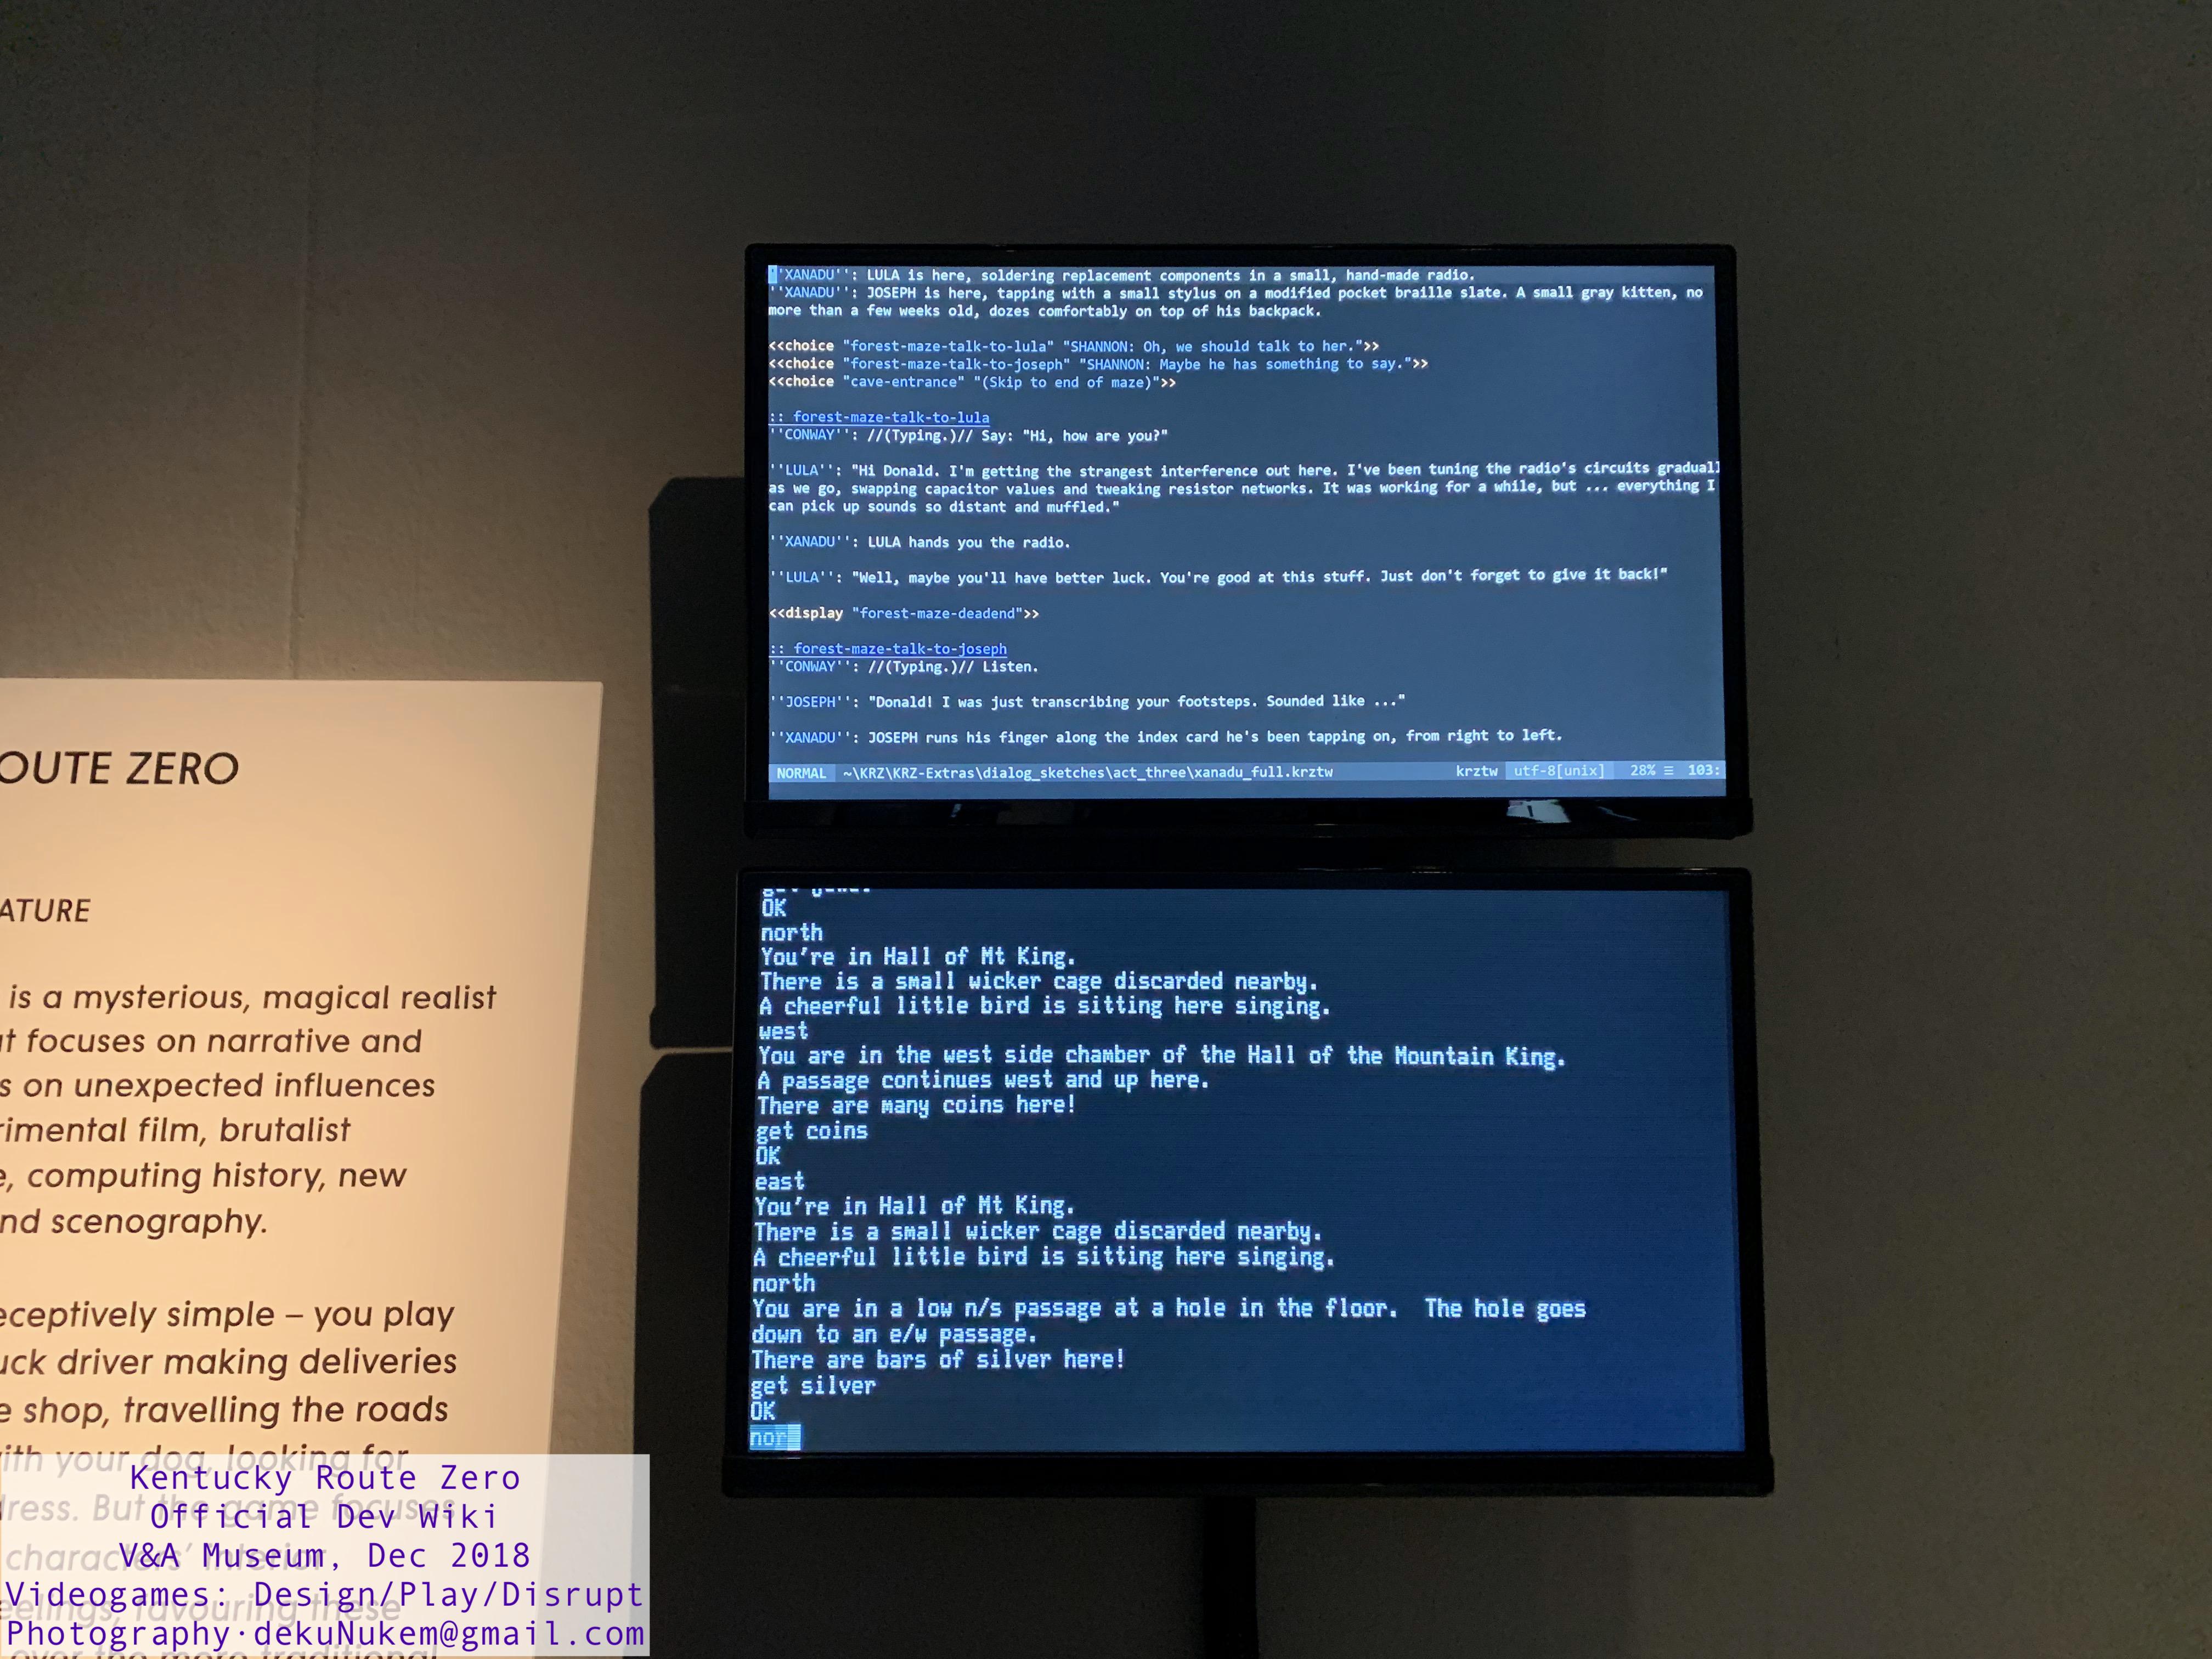 ''XANADU'': LULA is here, soldering replacement components in a small, hand-made radio.
''XANADU'': JOSEPH is here, tapping with a small stylus on a modified pocket braille slate. A small gray kitten, no
more than a few weeks old, dozes comfortably on top of his backpack.
<<choice "forest-maze-talk-to-lula" "SHANNON: Oh, we should talk to her.">>
<<choice "forest-maze-talk-to-joseph" "SHANNON: Maybe he has something to say.">>
<<choice "cave-entrance" "(Skip to end of maze)">>
:: forest-maze-talk-to-lula
''CONWAY'': //(Typing.)// Say: "Hi, how are you?"
''LULA'': "Hi Donald. I'm getting the strangest interference out here. I've been tuning the radio's circuits graduall
as we go, swapping capacitor values and tweaking resistor networks. It was working for a while, but ... everything I
can pick up sounds so distant and muffled."
''XANADU'': LULA hands you the radio.
''LULA'': "Well, maybe you'll have better luck. You're good at this stuff. Just don't forget to give it back!"
<<display "forest-maze-deadend">>
:: forest-maze-talk-to-joseph
''CONWAY'': //(Typing.)// Listen.
''JOSEPH'': "Donald! I was just transcribing your footsteps. Sounded like ..."
''XANADU'': JOSEPH runs his finger along the index card he's been tapping on, from right to left.
NORMAL ~\KRZ\KRZ-Extras\dialog_sketches\act_three\xanadu_full.krztw krztw utf-8[unix] 28% ≡ 103:
OK
north
You're in Hall of Mt King.
There is a small wicker cage discarded nearby.
A cheerful little bird is sitting here singing.
west
You are in the west side chamber of the Hall of the Mountain King.
A passage continues west and up here.
There are many coins here!
get coins
OK
east
You're in Hall of Mt King.
There is a small wicker cage discarded nearby.
A cheerful little bird is sitting here singing.
north
You are in a low n/s passage at a hole in the floor.  The hole goes
down to an e/w passage.
There are bars of silver here!
get silver
OK
nor
OUTE ZERO
ATURE
is a mysterious, magical realist
t focuses on narrative and
s on unexpected influences
rimental film, brutalist
e, computing history, new
nd scenography.
eceptively simple – you play
uck driver making deliveries
e shop, travelling the roads
ith your dog, looking for
ress. But the game focuses
characters' interior
eelings, favouring these
over the more traditional
Kentucky Route Zero
Official Dev Wiki
V&A Museum, Dec 2018
Videogames: Design/Play/Disrupt
Photography·dekuNukem@gmail.com